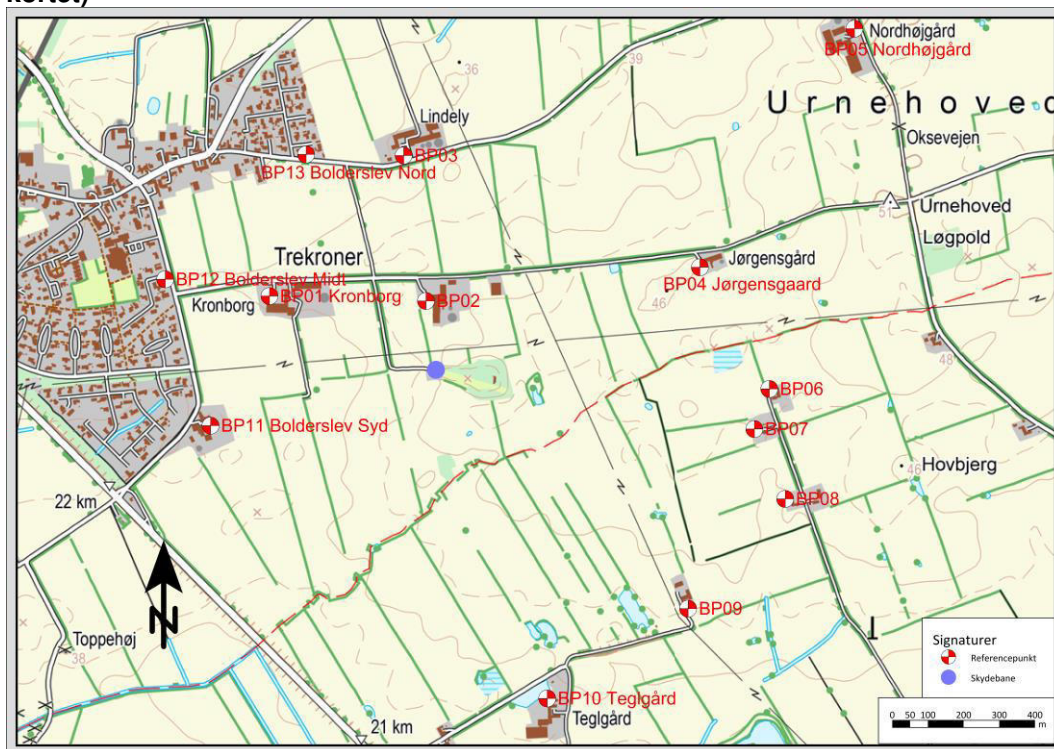 kortet)
Nordhøjgård
BP05 Nordhøjgård
39
36
Urnehoved
Lindely
Oksevejen
BP03
BP13 Bolderslev Nord
51
Urnehoved
Løgpold
Trekroner
Jørgensgård
BP12 Bolderslev Midt
BP04 Jørgensgaard
BP01 Kronborg
BP02
Kronborg
46
48
BP06
BP11 Bolderslev Syd
BP07
46
Hovbjerg
22 km
BP08
N
BP09
Toppehøj
38
Signaturer
Referencepunkt
Skydebane
BP10 Teglgård
Teglgård
21 km
0 50 100 200 300 400
m